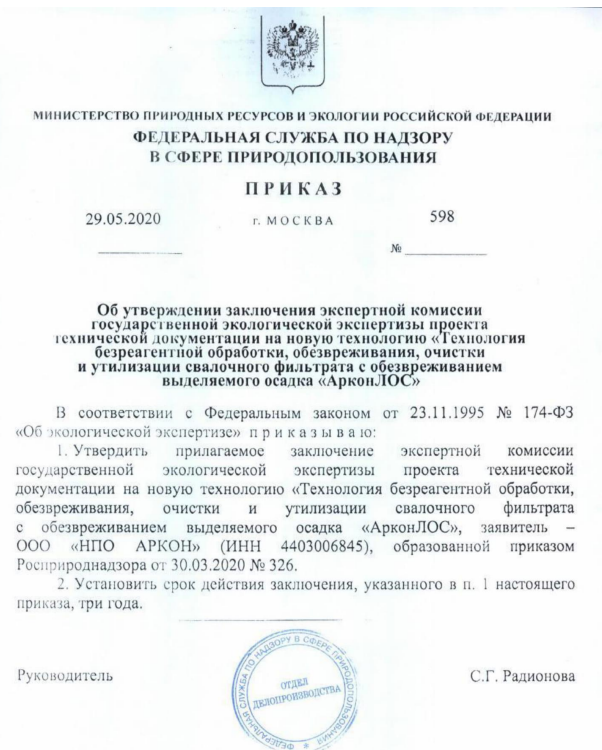 МИНИСТЕРСТВО ПРИРОДНЫХ РЕСУРСОВ И ЭКОЛОГИИ РОССИЙСКОЙ ФЕДЕРАЦИИ
ФЕДЕРАЛЬНАЯ СЛУЖБА ПО НАДЗОРУ
В СФЕРЕ ПРИРОДОПОЛЬЗОВАНИЯ
ПРИКАЗ
29.05.2020 г. МОСКВА 598
№
Об утверждении заключения экспертной комиссии
государственной экологической экспертизы проекта
технической документации на новую технологию «Технология
безреагентной обработки, обезвреживания, очистки
и утилизации свалочного фильтрата с обезвреживанием
выделяемого осадка «АрконЛОС»
В соответствии с Федеральным законом от 23.11.1995 № 174-ФЗ
«Об экологической экспертизе» п р и к а з ы в а ю:
1. Утвердить прилагаемое заключение экспертной комиссии
государственной экологической экспертизы проекта технической
документации на новую технологию «Технология безреагентной обработки,
обезвреживания, очистки и утилизации свалочного фильтрата
с обезвреживанием выделяемого осадка «АрконЛОС», заявитель –
ООО «НПО АРКОН» (ИНН 4403006845), образованной приказом
Росприроднадзора от 30.03.2020 № 326.
2. Установить срок действия заключения, указанного в п. 1 настоящего
приказа, три года.
Руководитель С.Г. Радионова
ФЕДЕРАЛЬНАЯ СЛУЖБА ПО НАДЗОРУ В СФЕРЕ ПРИРОДОПОЛЬЗОВАНИЯ
ОТДЕЛ
ДЕЛОПРОИЗВОДСТВА